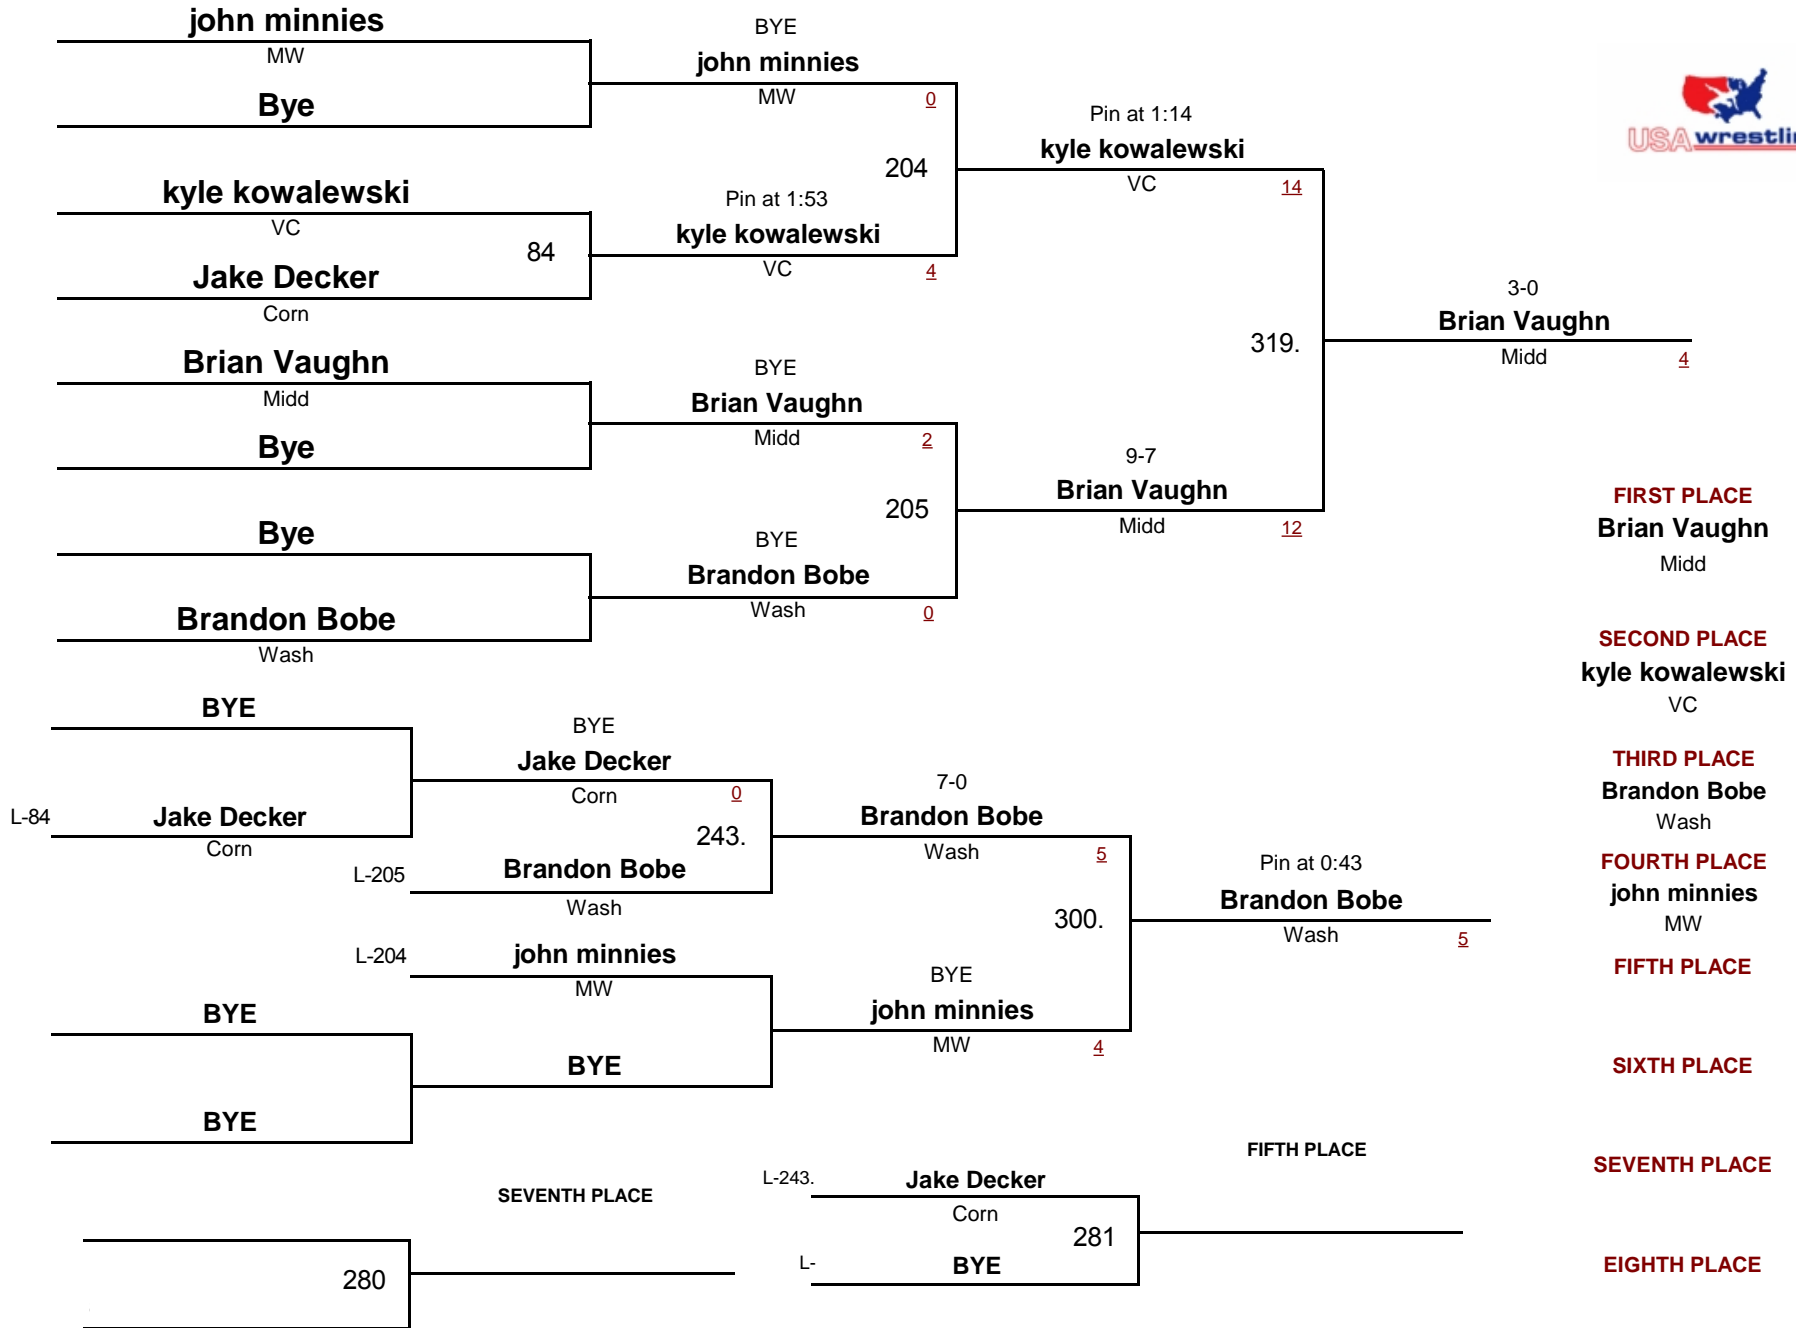 john minnies
MW
Bye
kyle kowalewski
VC
84
Jake Decker
Corn
Brian Vaughn
Midd
Bye
Bye
Brandon Bobe
Wash
BYE
john minnies
MW
0
204
Pin at 1:53
kyle kowalewski
VC
4
BYE
Brian Vaughn
Midd
2
205
BYE
Brandon Bobe
Wash
0
Pin at 1:14
kyle kowalewski
VC
14
319.
9-7
Brian Vaughn
Midd
12
3-0
Brian Vaughn
Midd
4
USA wrestlin
FIRST PLACE
Brian Vaughn
Midd
SECOND PLACE
kyle kowalewski
VC
THIRD PLACE
Brandon Bobe
Wash
FOURTH PLACE
john minnies
MW
FIFTH PLACE
SIXTH PLACE
SEVENTH PLACE
EIGHTH PLACE
BYE
L-84
Jake Decker
Corn
BYE
Jake Decker
Corn
0
243.
L-205
Brandon Bobe
Wash
L-204
john minnies
MW
BYE
BYE
BYE
7-0
Brandon Bobe
Wash
5
300.
BYE
john minnies
MW
4
Pin at 0:43
Brandon Bobe
Wash
5
SEVENTH PLACE
280
FIFTH PLACE
L-243.
Jake Decker
Corn
281
L-
BYE